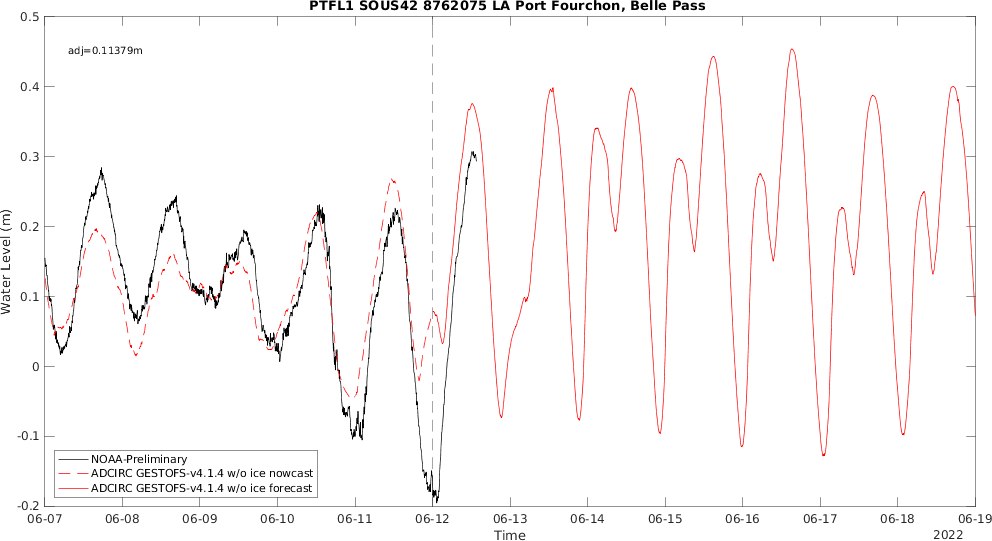 PTFL1 SOUS42 8762075 LA Port Fourchon, Belle Pass
0.5
adj=0.11379m
0.4
0.3
0.2
0.1
0
-0.1
-0.2
Water Level (m)
NOAA-Preliminary
ADCIRC GESTOFS-v4.1.4 w/o ice nowcast
ADCIRC GESTOFS-v4.1.4 w/o ice forecast
06-07 06-08 06-09 06-10 06-11 06-12 06-13 06-14 06-15 06-16 06-17 06-18 06-19
Time
2022